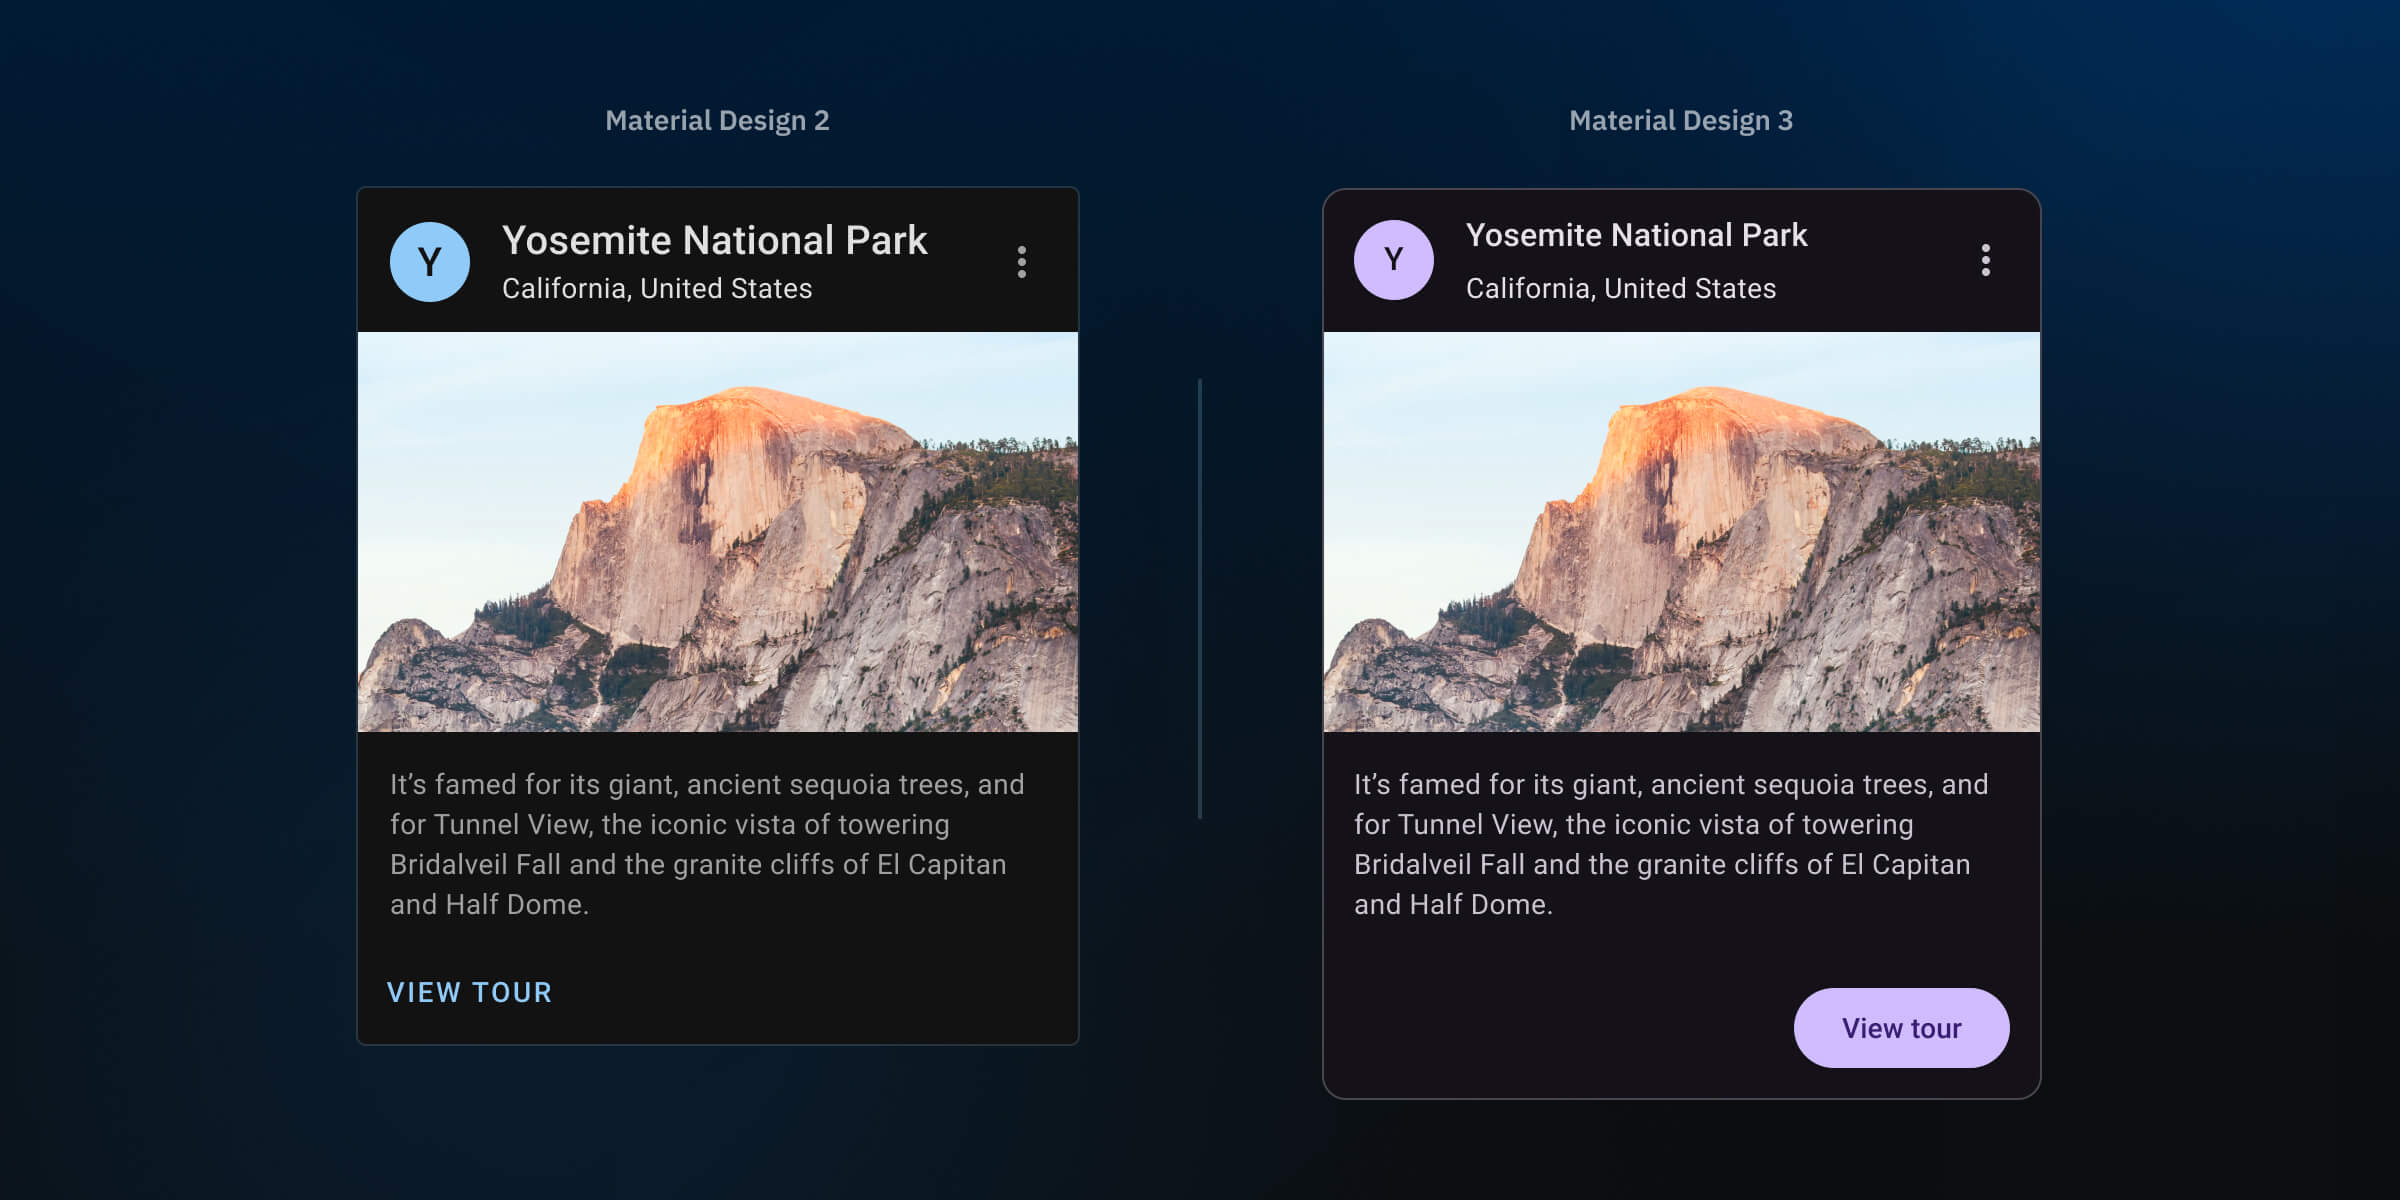 Material Design 2
Y
Yosemite National Park
California, United States
It’s famed for its giant, ancient sequoia trees, and
for Tunnel View, the iconic vista of towering
Bridalveil Fall and the granite cliffs of El Capitan
and Half Dome.
VIEW TOUR
Material Design 3
Y
Yosemite National Park
California, United States
It’s famed for its giant, ancient sequoia trees, and
for Tunnel View, the iconic vista of towering
Bridalveil Fall and the granite cliffs of El Capitan
and Half Dome.
View tour